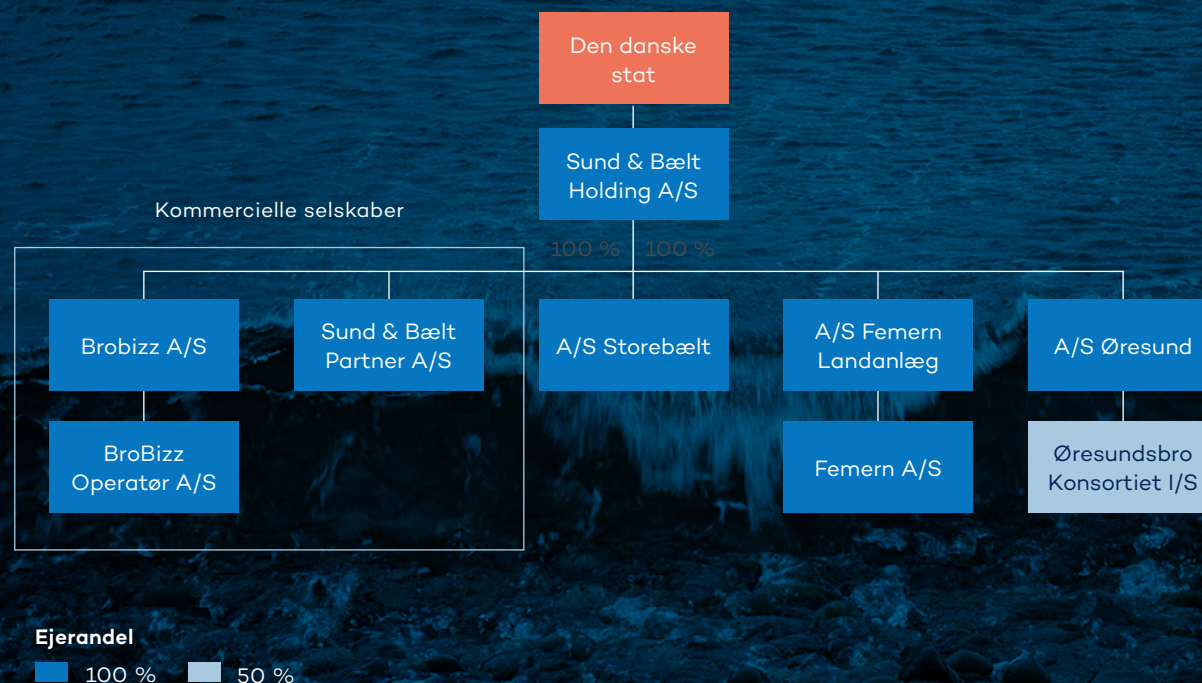 Den danske
stat
Sund & Bælt
Holding A/S
Kommercielle selskaber
100 % 100 %
Brobizz A/S
Sund & Bælt
Partner A/S
A/S Storebælt
A/S Femern
Landanlæg
A/S Øresund
BroBizz
Operatør A/S
Femern A/S
Øresundsbro
Konsortiet I/S
Ejerandel
100 % 50 %